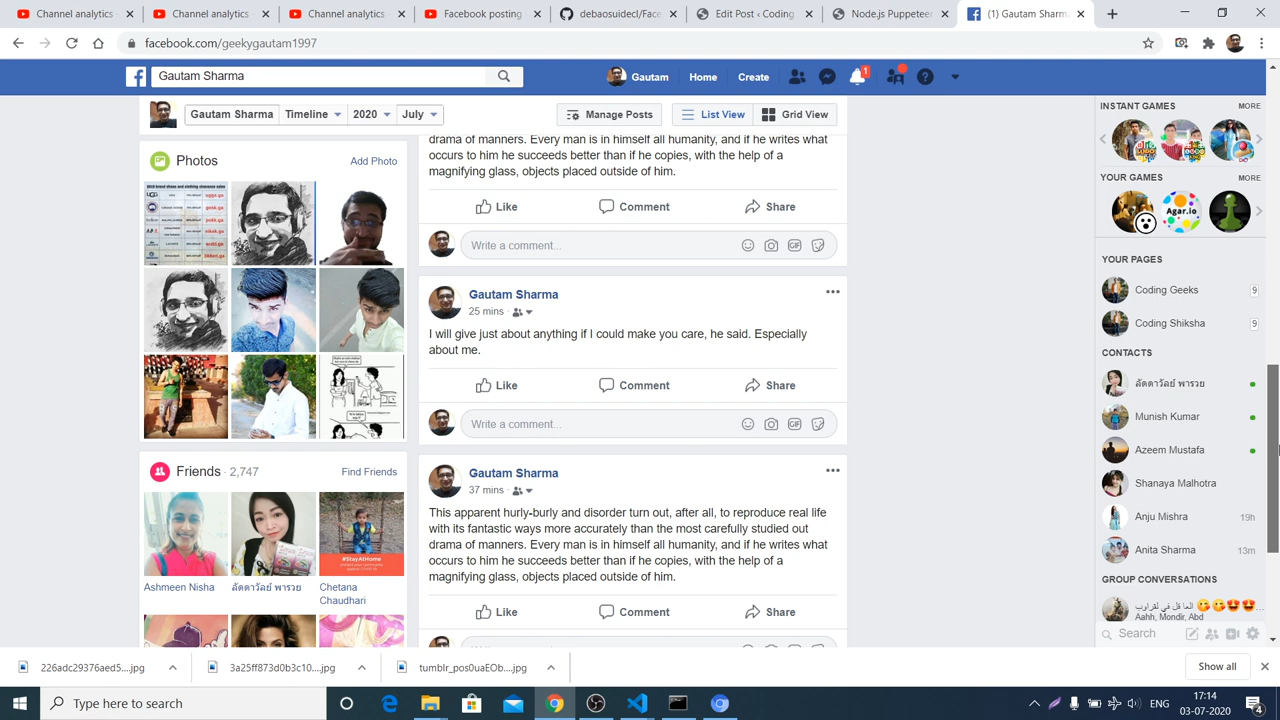 Channel analytics -
Channel analytics -
Channel analytics -
Facebook posting
debaosuidecl/Face
Edit Post ‹ Coding
Node.js Puppeteer
(1) Gautam Sharma
facebook.com/geekygautam1997
Gautam Sharma
Gautam
Home
Create
1
Gautam Sharma
Timeline
2020
July
Manage Posts
List View
Grid View
Photos
Add Photo
drama of manners. Every man is in himself all humanity, and if he writes what
occurs to him he succeeds better than if he copies, with the help of a
magnifying glass, objects placed outside of him.
Like
Comment
Share
Write a comment...
Gautam Sharma
25 mins ·
I will give just about anything if I could make you care, he said. Especially
about me.
Like
Comment
Share
Write a comment...
Friends · 2,747
Find Friends
#StayAtHome
Ashmeen Nisha
ลัดดาวัลย์ พารวย
Chetana
Chaudhari
Gautam Sharma
37 mins ·
This apparent hurly-burly and disorder turn out, after all, to reproduce real life
with its fantastic ways more accurately than the most carefully studied out
drama of manners. Every man is in himself all humanity, and if he writes what
occurs to him he succeeds better than if he copies, with the help of a
magnifying glass, objects placed outside of him.
Like
Comment
Share
INSTANT GAMES
MORE
YOUR GAMES
MORE
Agar.io
YOUR PAGES
Coding Geeks
9
Coding Shiksha
9
CONTACTS
ลัดดาวัลย์ พารวย
Munish Kumar
Azeem Mustafa
Shanaya Malhotra
Anju Mishra
19h
Anita Sharma
GROUP CONVERSATIONS
Aahh, Mondir, Abd
Search
226adc29376aed5....jpg
3a25ff873d0b3c10....jpg
tumblr_pos0uaEOb....jpg
Show all
Type here to search
ENG
17:14
03-07-2020
4